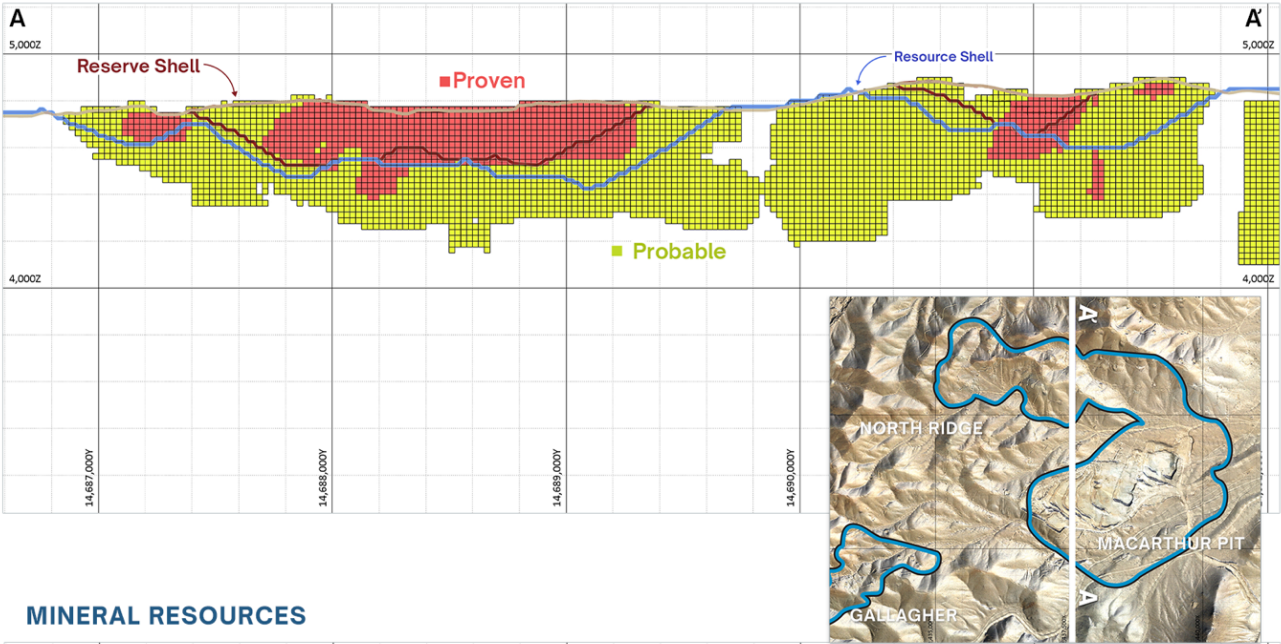 A
A'
5,000Z
5,000Z
Reserve Shell
Proven
Resource Shell
Probable
4,000Z
4,000Z
14,687,000Y
14,688,000Y
14,689,000Y
14,690,000Y
A'
NORTH RIDGE
MACARTHUR PIT
A
GALLAGHER
MINERAL RESOURCES